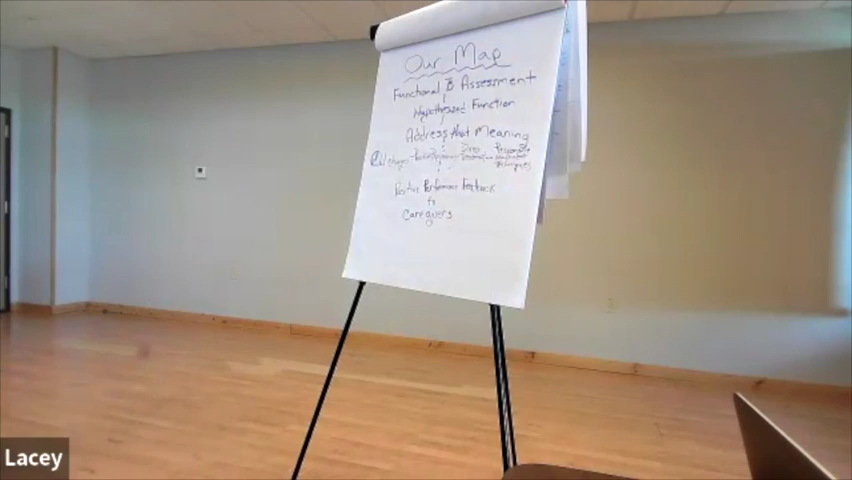 Our Map
Functional B Assessment
Hypothesized Function
Address that Meaning
Positive Performance Feedback
to
Caregivers
Lacey